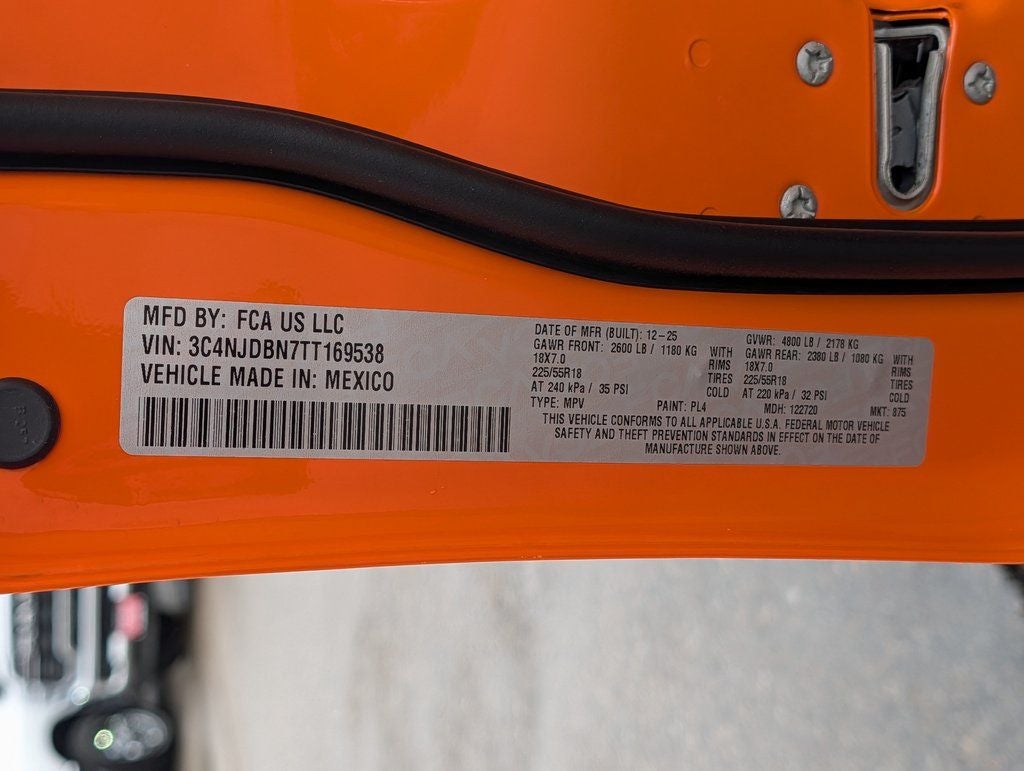 MFD BY: FCA US LLC
VIN: 3C4NJDBN7TT169538
VEHICLE MADE IN: MEXICO
DATE OF MFR (BUILT): 12-25
GVWR: 4800 LB / 2178 KG
GAWR FRONT: 2600 LB / 1180 KG WITH
GAWR REAR: 2380 LB / 1080 KG WITH
18X7.0 RIMS
18X7.0 RIMS
225/55R18 TIRES
225/55R18 TIRES
AT 240 kPa / 35 PSI COLD
AT 220 kPa / 32 PSI COLD
TYPE: MPV PAINT: PL4 MDH: 122720 MKT: 875
THIS VEHICLE CONFORMS TO ALL APPLICABLE U.S.A. FEDERAL MOTOR VEHICLE
SAFETY AND THEFT PREVENTION STANDARDS IN EFFECT ON THE DATE OF
MANUFACTURE SHOWN ABOVE.